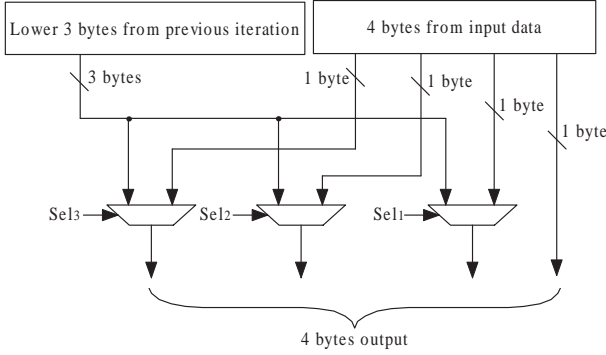 Lower 3 bytes from previous iteration
4 bytes from input data
3 bytes
1 byte
1 byte
1 byte
1 byte
Sel3
Sel2
Sel1
4 bytes output